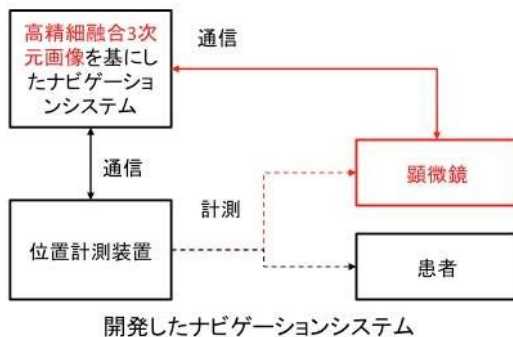 高精細融合3次
元画像を基にし
たナビゲーショ
ンシステム
通信
通信
顕微鏡
計測
位置計測装置
患者
開発したナビゲーションシステム